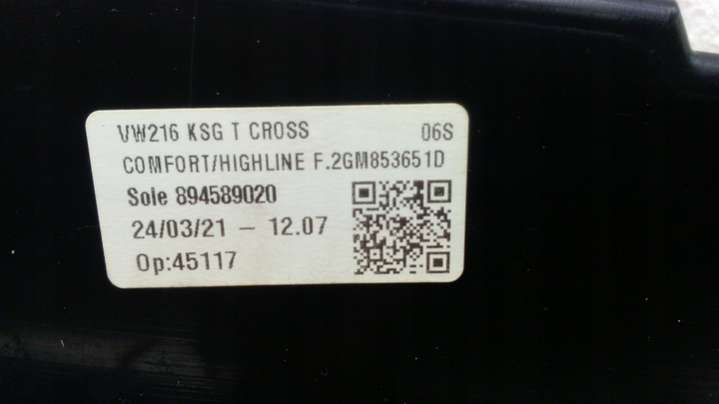 VW216 KSG T CROSS 06S
COMFORT/HIGHLINE F.2GM853651D
Sole 894589020
24/03/21 – 12.07
Op:45117